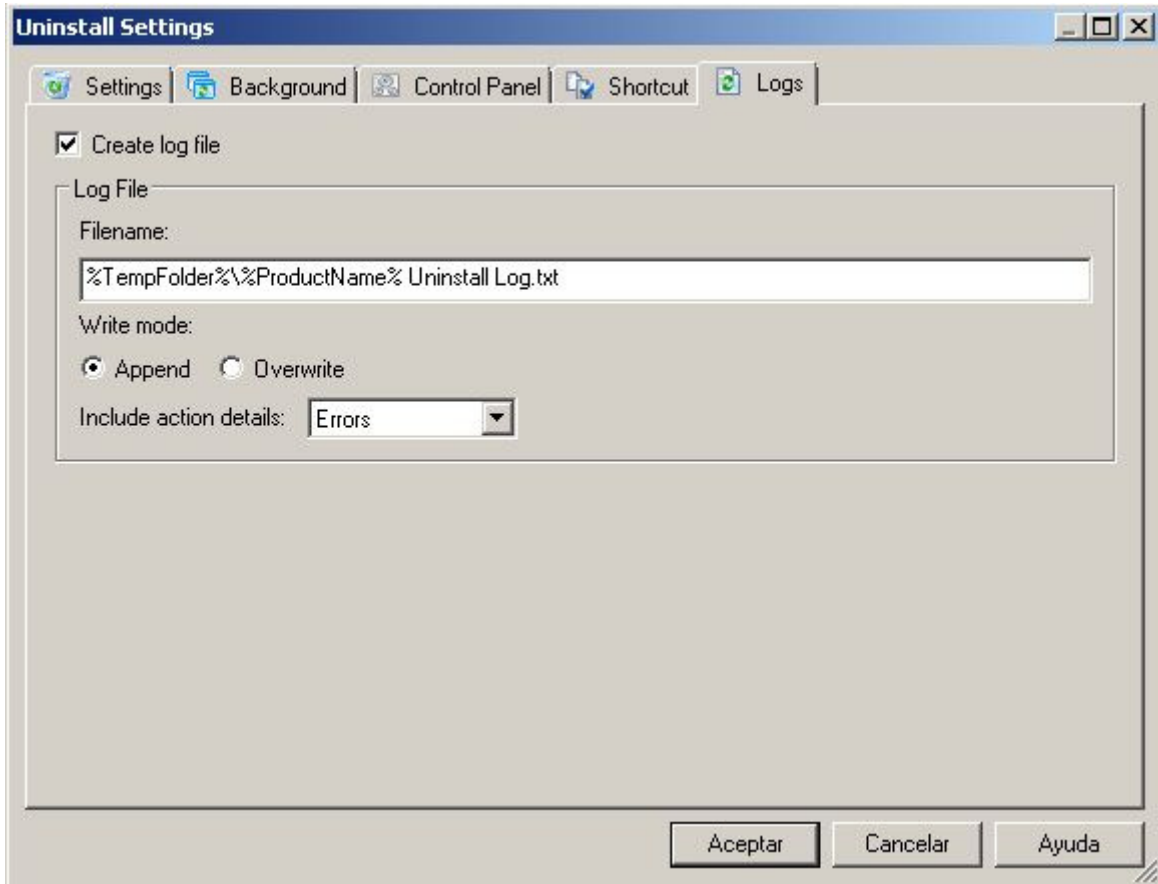 Uninstall Settings
Settings Background Control Panel Shortcut Logs
Create log file
Log File
Filename:
%TempFolder%\%ProductName% Uninstall Log.txt
Write mode:
Append Overwrite
Include action details: Errors
Aceptar Cancelar Ayuda